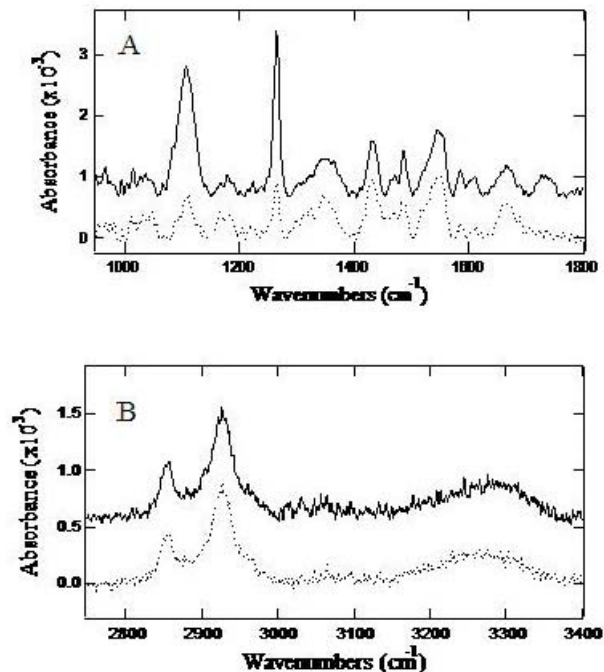 A
Absorbance (x10⁻³)
3
2
1
0
1000 1200 1400 1600 1800
Wavenumbers (cm⁻¹)
B
Absorbance (x10⁻³)
1.5
1.0
0.5
0.0
2800 2900 3000 3100 3200 3300 3400
Wavenumbers (cm⁻¹)